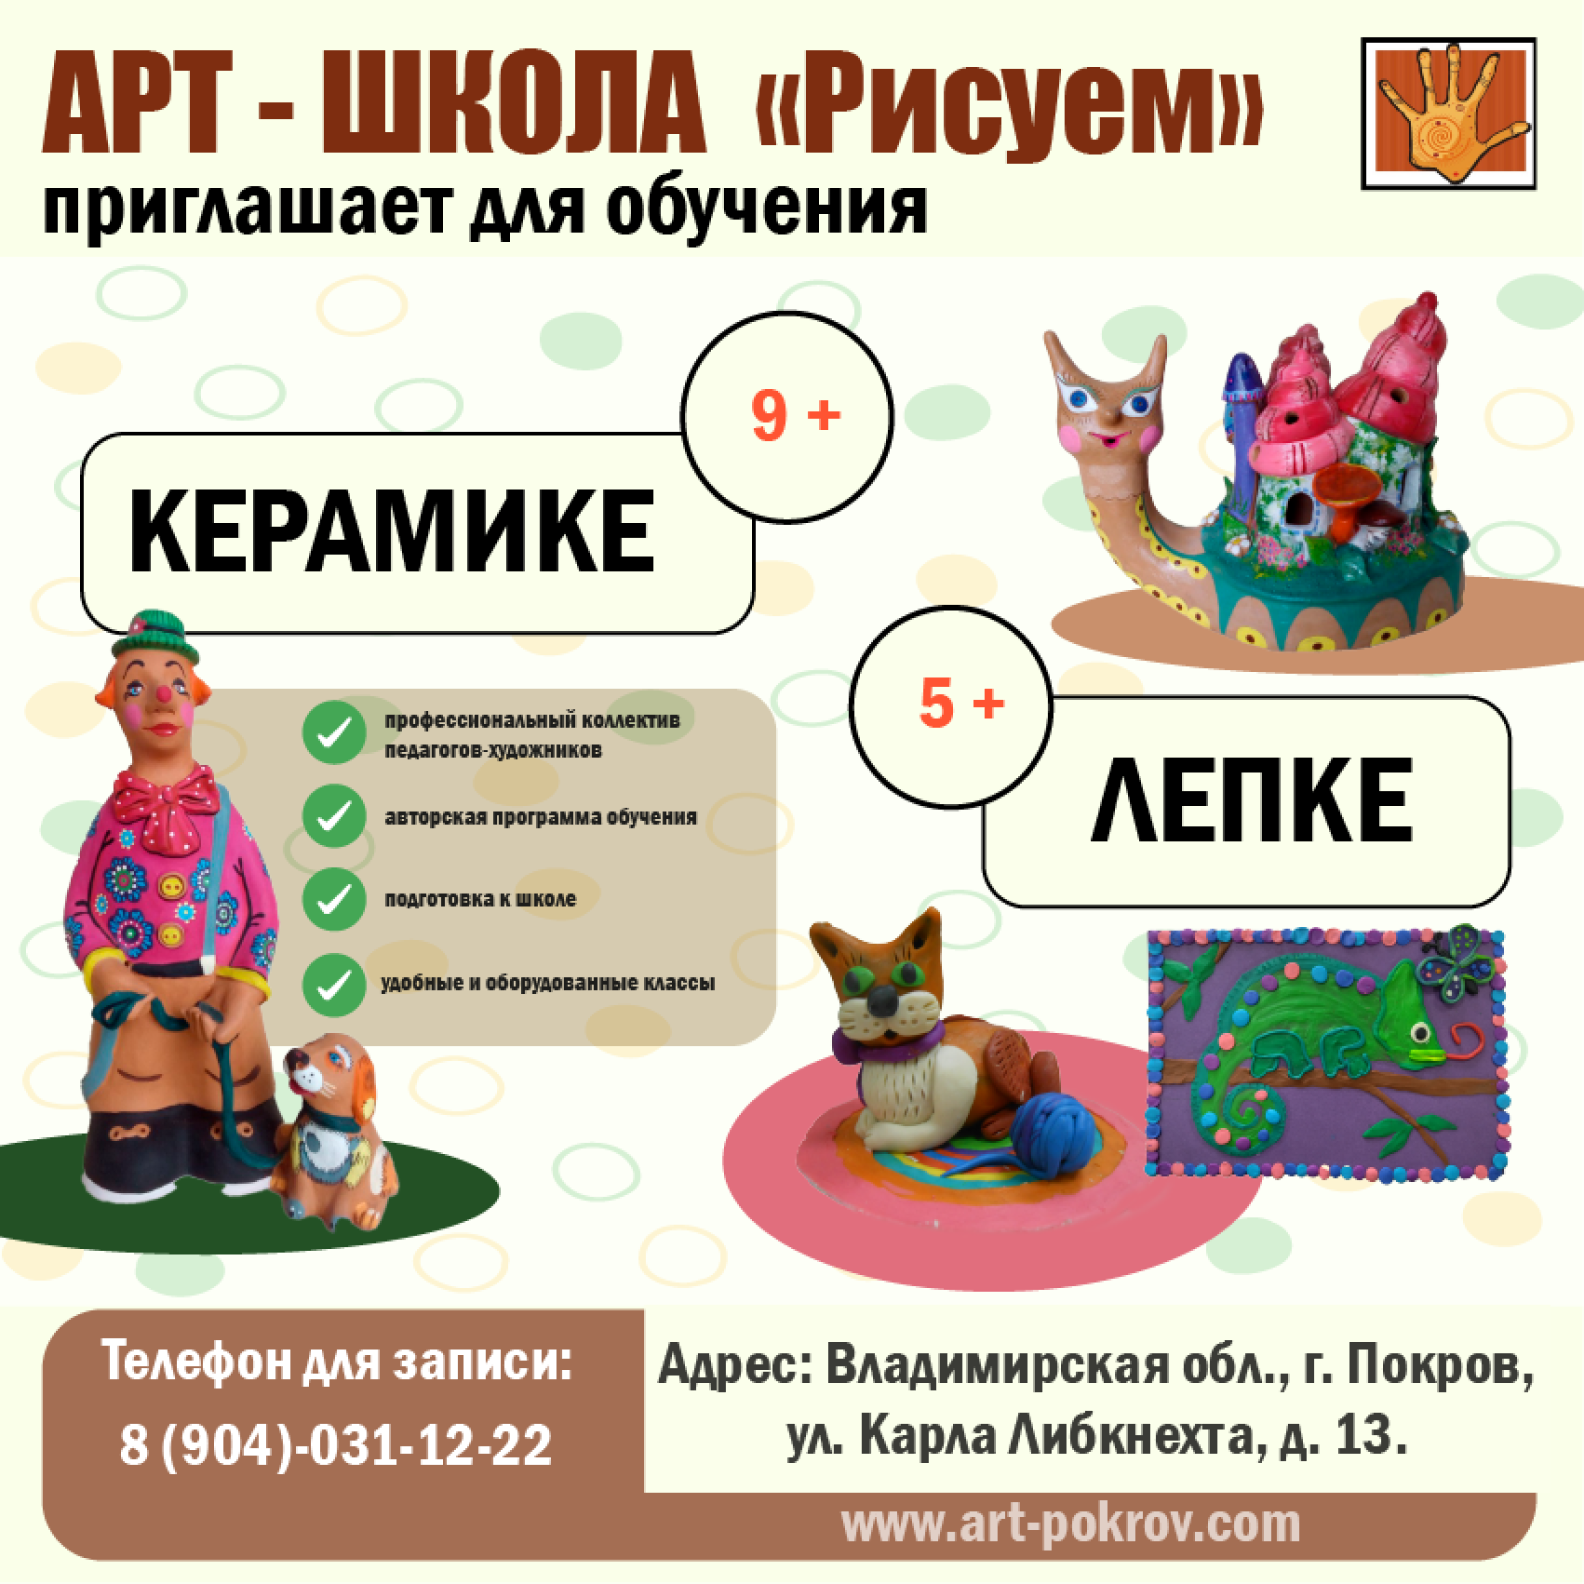 АРТ - ШКОЛА «Рисуем»
приглашает для обучения
9 +
КЕРАМИКЕ
5 +
ЛЕПКЕ
профессиональный коллектив
педагогов-художников
авторская программа обучения
подготовка к школе
удобные и оборудованные классы
Телефон для записи:
8 (904)-031-12-22
Адрес: Владимирская обл., г. Покров,
ул. Карла Либкнехта, д. 13.
www.art-pokrov.com